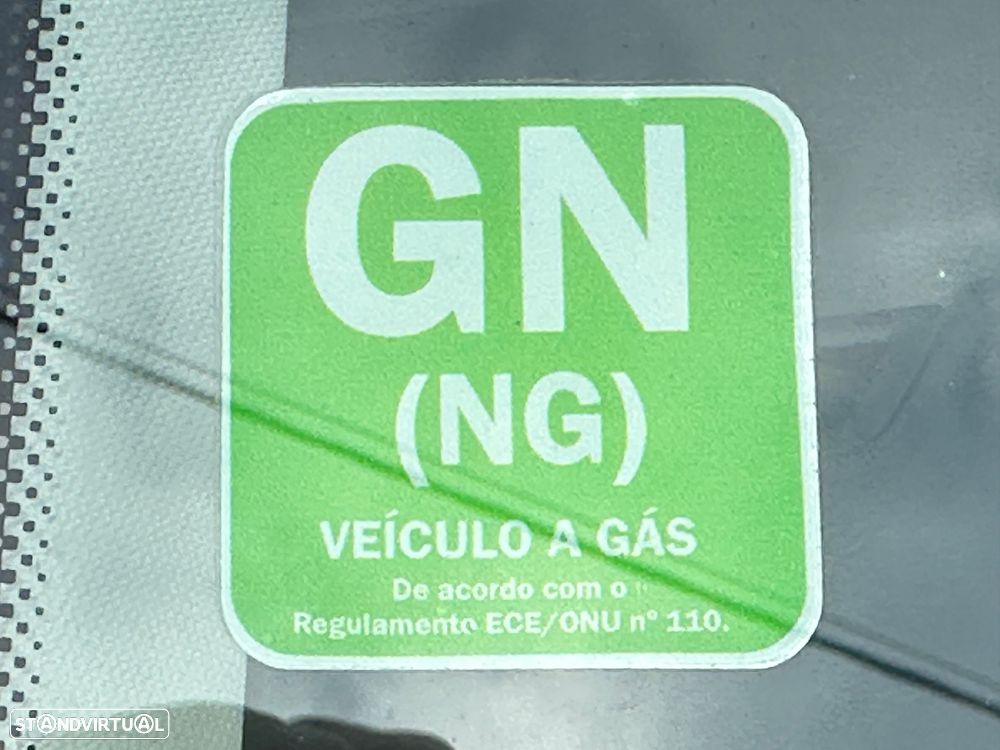 GN
(NG)
VEÍCULO A GÁS
De acordo com o
Regulamento ECE/ONU nº 110.
STANDVIRTUAL